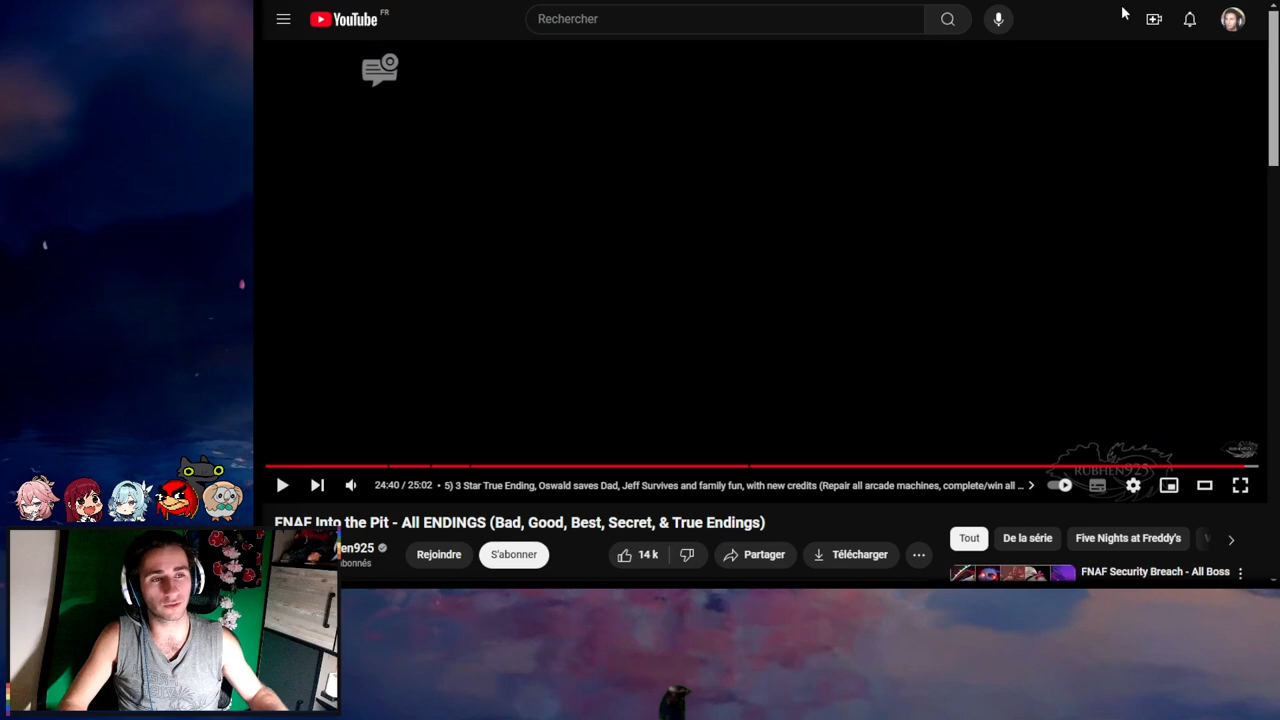 YouTube FR
Rechercher
RUBHEN925
24:40 / 25:02 • 5) 3 Star True Ending, Oswald saves Dad, Jeff Survives and family fun, with new credits (Repair all arcade machines, complete/win all ...
FNAF Into the Pit - All ENDINGS (Bad, Good, Best, Secret, & True Endings)
en925
bonnés
Rejoindre
S'abonner
14 k
Partager
Télécharger
Tout
De la série
Five Nights at Freddy's
FNAF Security Breach - All Boss